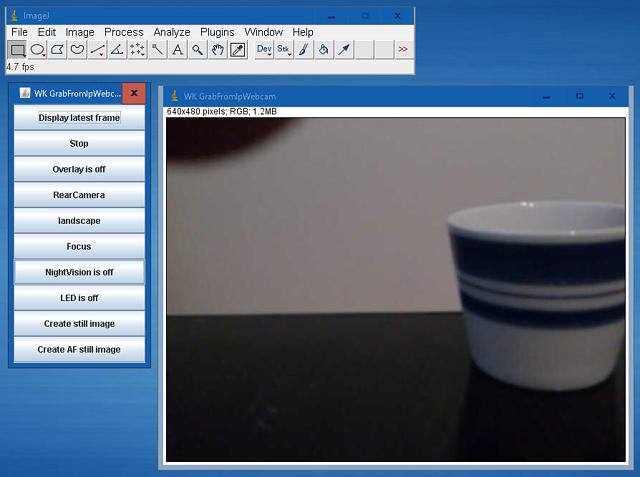 ImageJ
File Edit Image Process Analyze Plugins Window Help
A Dev Stk >>
4.7 fps
WK GrabFromIpWebc... X
Display latest frame
Stop
Overlay is off
RearCamera
landscape
Focus
NightVision is off
LED is off
Create still image
Create AF still image
WK GrabFromIpWebcam
640x480 pixels; RGB; 1.2MB